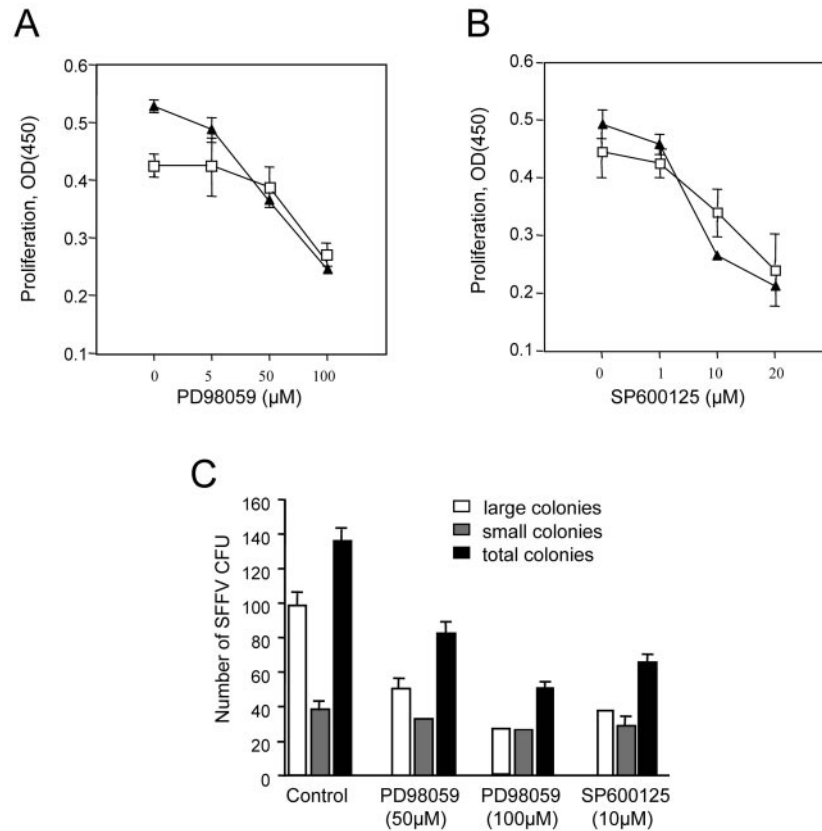 A
0.6
0.5
0.4
0.3
0.2
0.1
Proliferation, OD(450)
0 5 50 100
PD98059 (µM)
B
0.6
0.5
0.4
0.3
0.2
0.1
Proliferation, OD(450)
0 1 10 20
SP600125 (µM)
C
160
140
120
100
80
60
40
20
0
Number of SFFV CFU
large colonies
small colonies
total colonies
Control PD98059 PD98059 SP600125
(50µM) (100µM) (10µM)